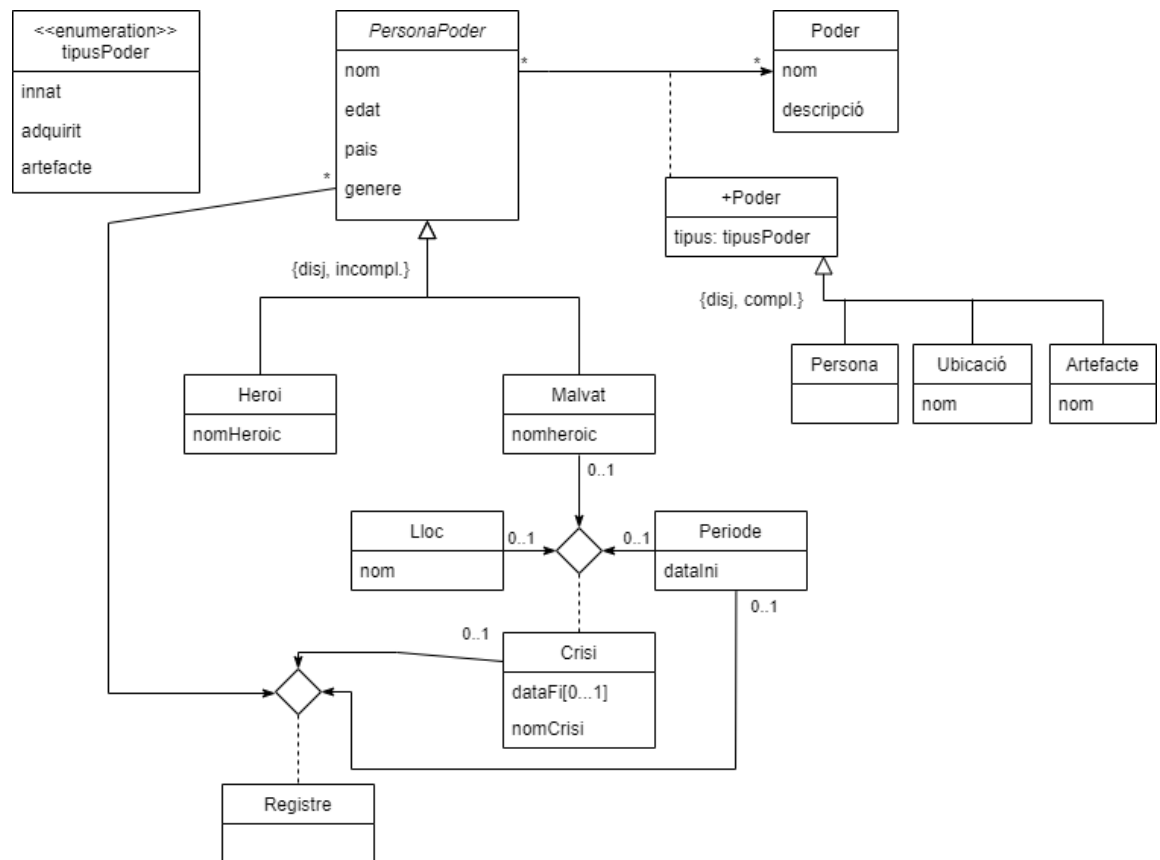 <<enumeration>>
tipusPoder
innat
adquirit
artefacte
PersonaPoder
nom
edat
pais
genere
*
*
*
Poder
nom
descripció
+Poder
tipus: tipusPoder
{disj, incompl.}
{disj, compl.}
Persona
Ubicació
nom
Artefacte
nom
Heroi
nomHeroic
Malvat
nomheroic
0..1
Lloc
nom
0..1
0..1
Periode
dataIni
0..1
0..1
Crisi
dataFi[0...1]
nomCrisi
Registre